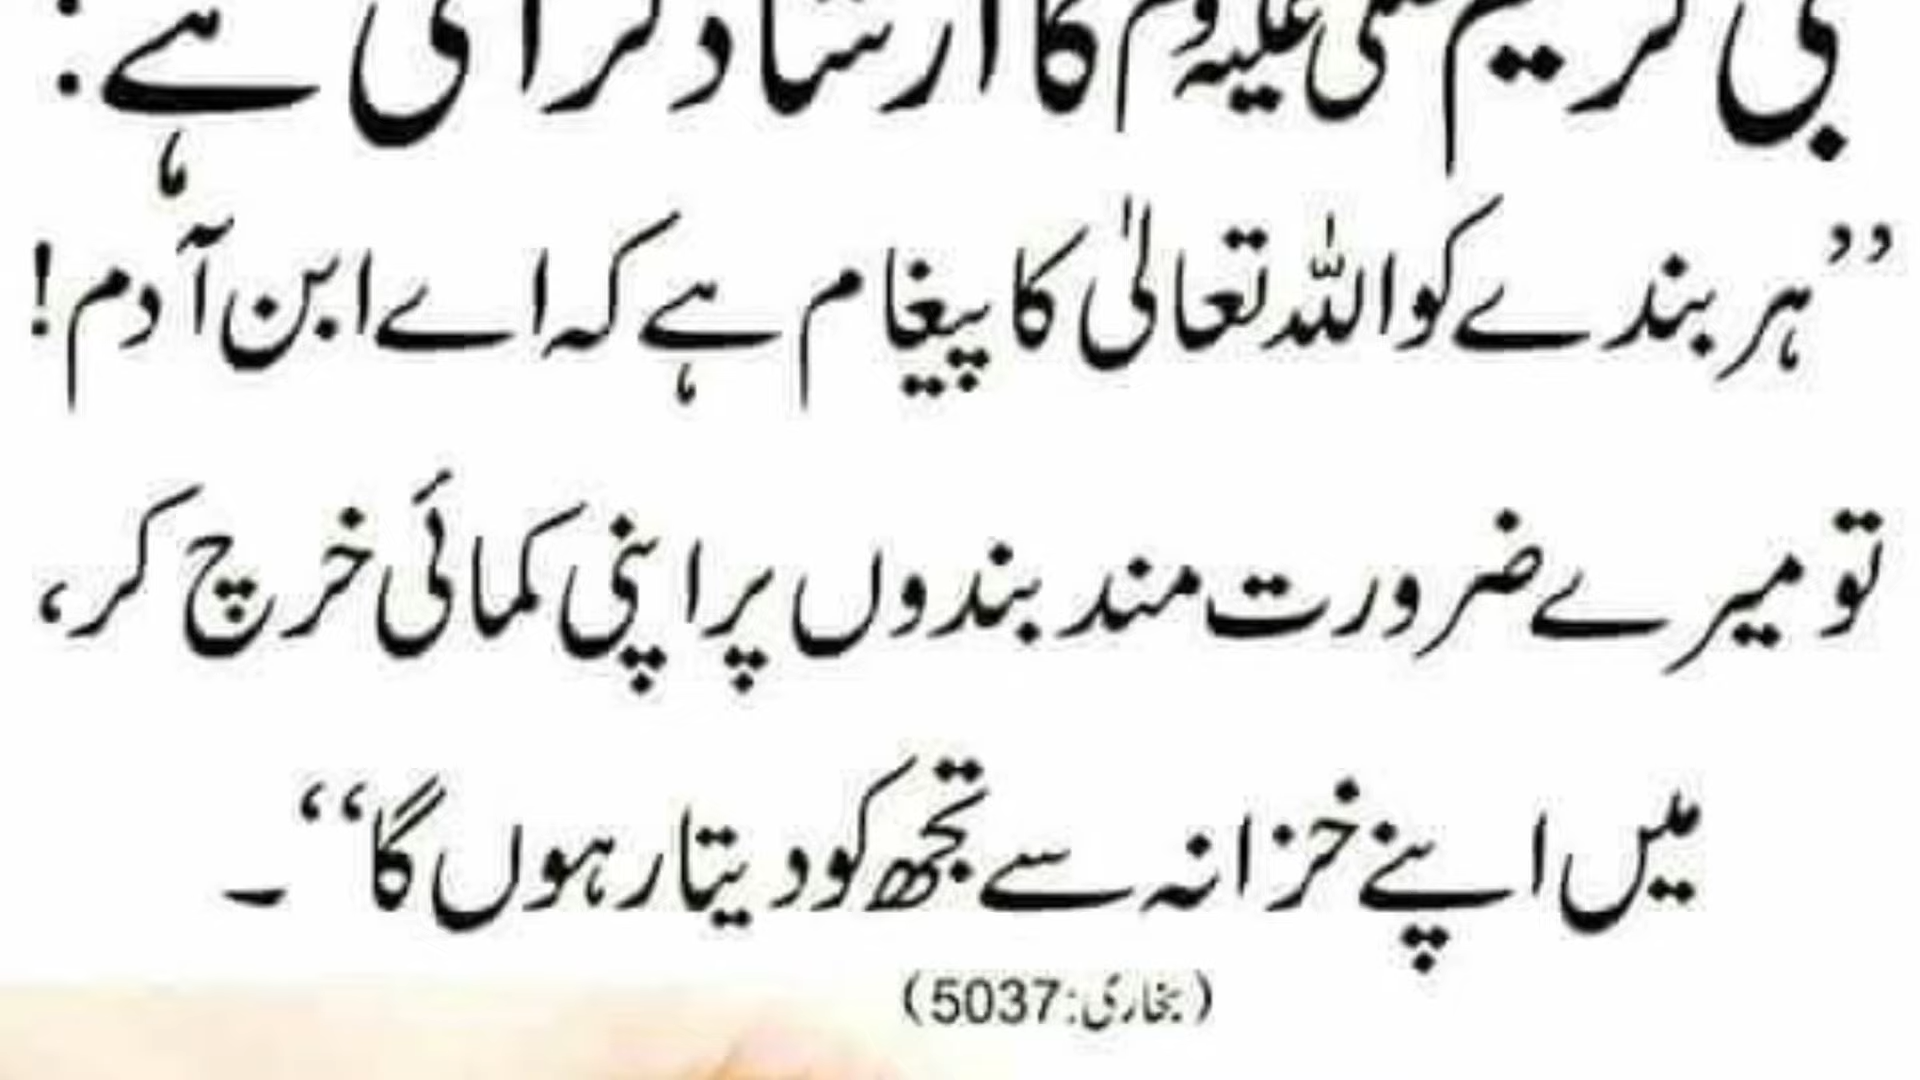 نبی کریم صلی علیہ وسلم کا ارشاد گرامی ہے:
”ہر بندے کو اللہ تعالیٰ کا پیغام ہے کہ اے ابن آدم!
تو میرے ضرورت مند بندوں پر اپنی کمائی خرچ کر،
میں اپنے خزانہ سے تجھ کو دیتا رہوں گا“۔
(بخاری:5037)